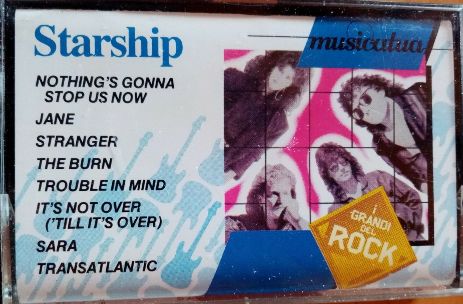 Starship
musicatua
NOTHING'S GONNA
STOP US NOW
JANE
STRANGER
THE BURN
TROUBLE IN MIND
IT'S NOT OVER
('TILL IT'S OVER)
SARA
TRANSATLANTIC
I
GRANDI
DEL
ROCK